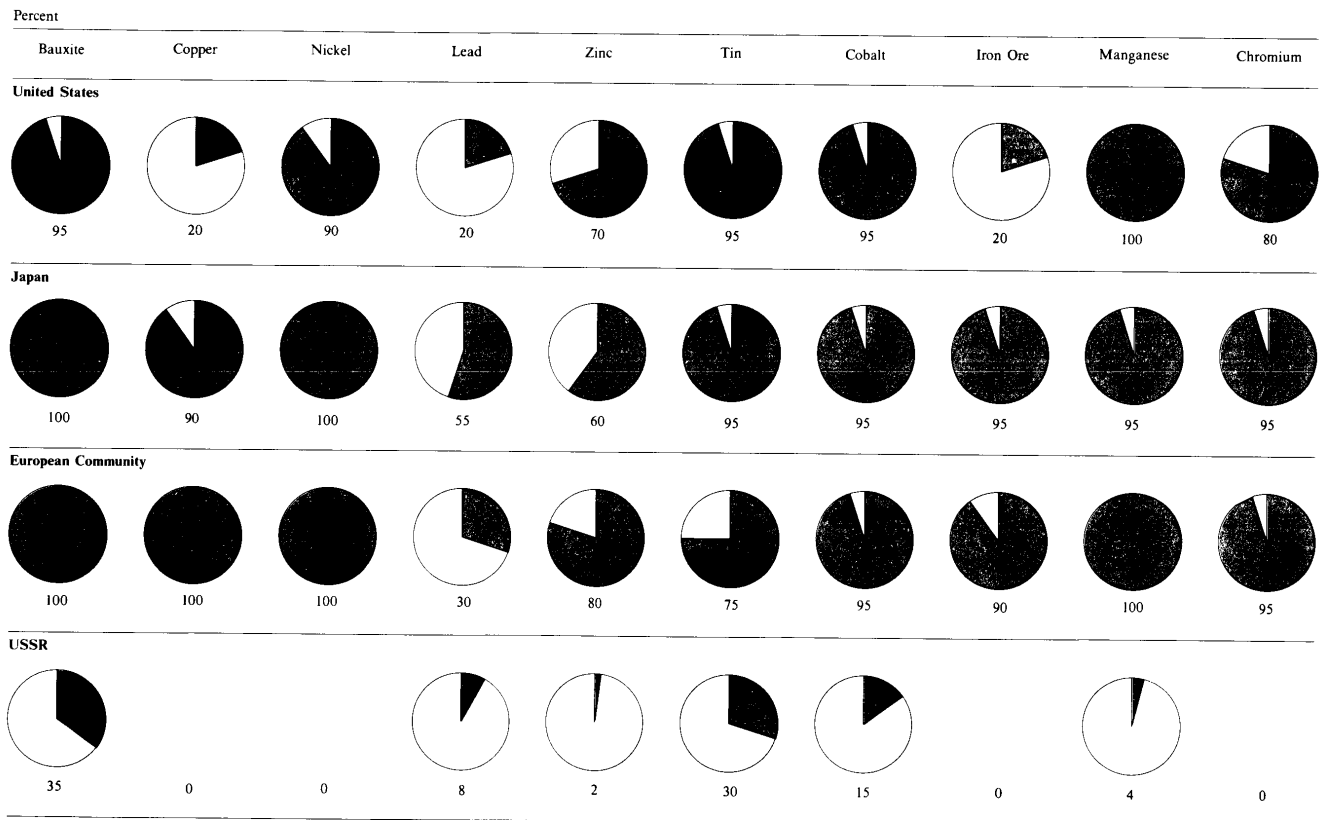 Percent
Bauxite Copper Nickel Lead Zinc Tin Cobalt Iron Ore Manganese Chromium
United States
95 20 90 20 70 95 95 20 100 80
Japan
100 90 100 55 60 95 95 95 95 95
European Community
100 100 100 30 80 75 95 90 100 95
USSR
35 0 0 8 2 30 15 0 4 0